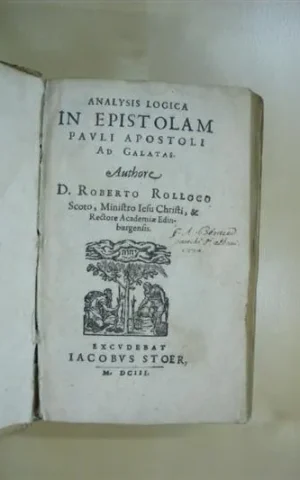 ANALYSIS LOGICA
IN EPISTOLAM
PAVLI APOSTOLI
AD GALATAS.
Authore
D. ROBERTO ROLLOCO
Scoto, Ministro Iesu Christi, &
Rectore Academiæ Edin-
burgensis.
EXCVDEBAT
IACOBVS STOER,
M. DCIII.